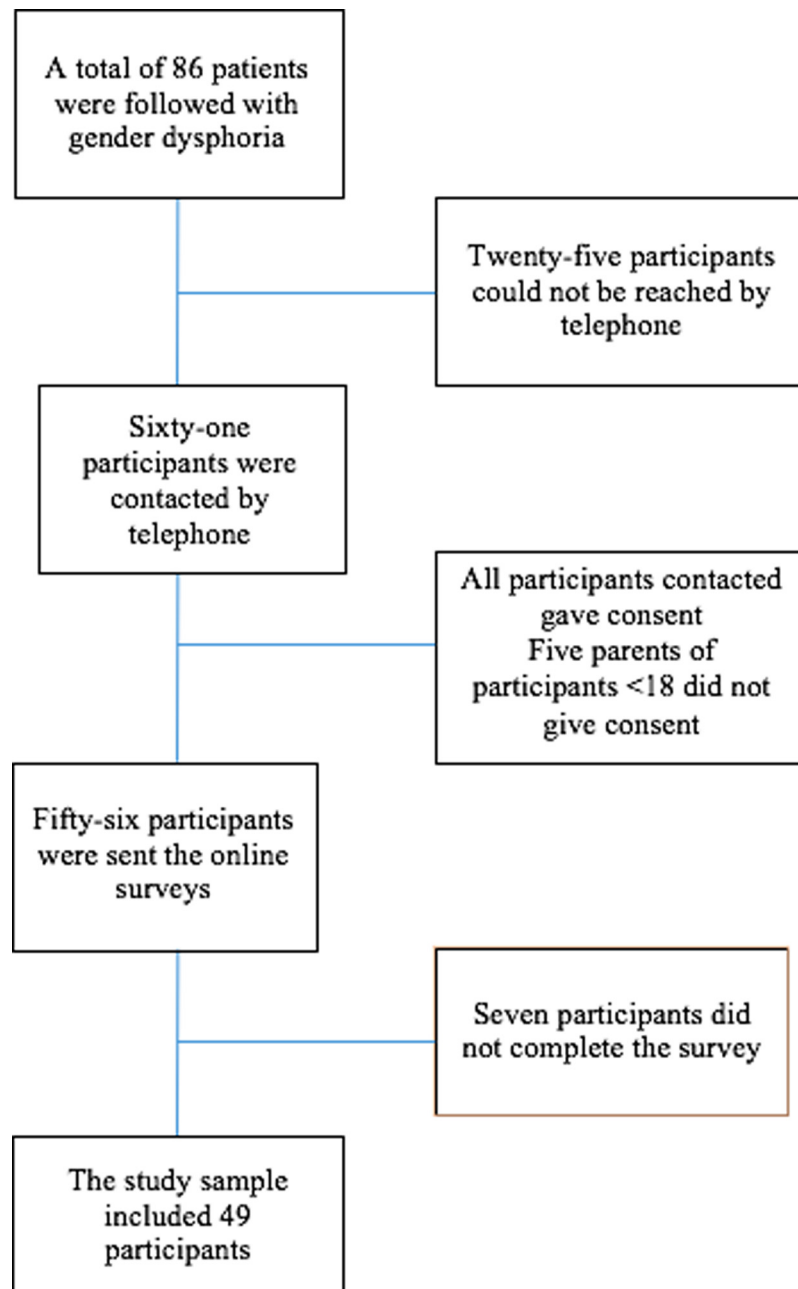 A total of 86 patients
were followed with
gender dysphoria
Twenty-five participants
could not be reached by
telephone
Sixty-one
participants were
contacted by
telephone
All participants contacted
gave consent
Five parents of
participants <18 did not
give consent
Fifty-six participants
were sent the online
surveys
Seven participants did
not complete the survey
The study sample
included 49
participants